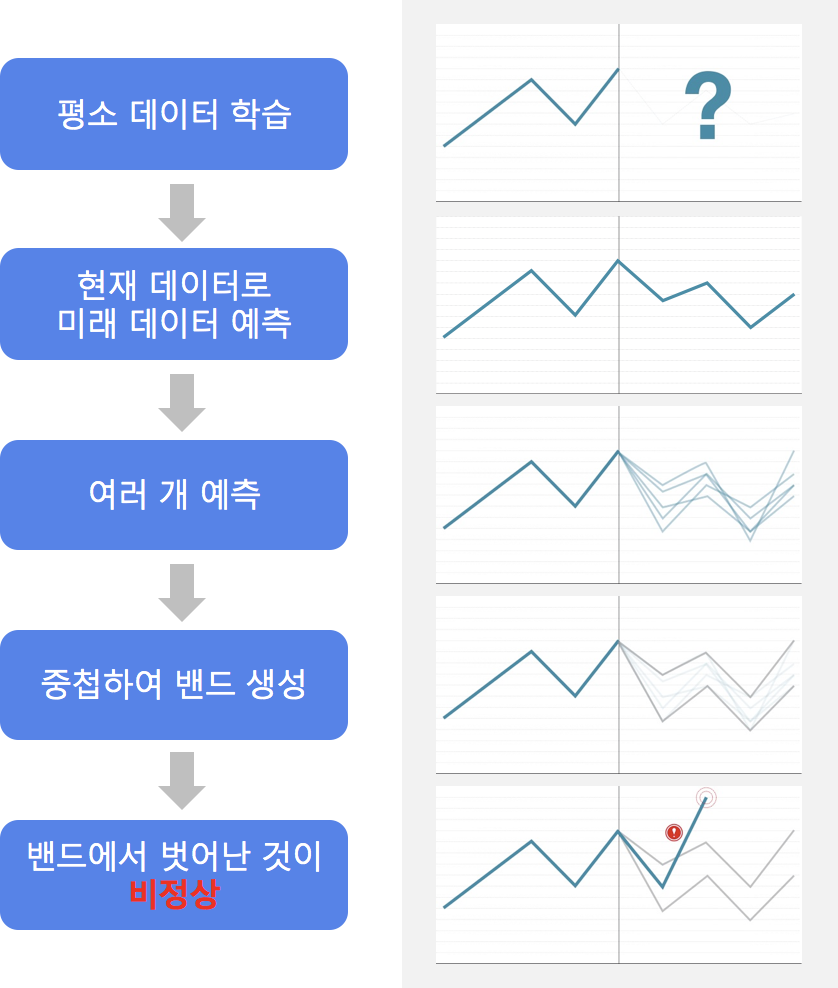 평소 데이터 학습
?
현재 데이터로
미래 데이터 예측
여러 개 예측
중첩하여 밴드 생성
밴드에서 벗어난 것이
비정상